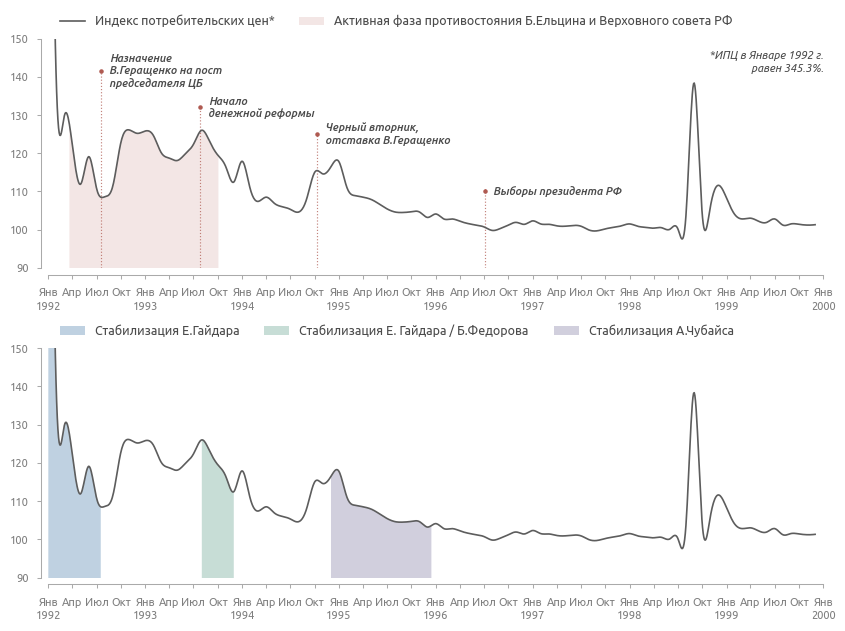 Индекс потребительских цен*
Активная фаза противостояния Б.Ельцина и Верховного совета РФ
*ИПЦ в Январе 1992 г.
равен 345.3%.
Назначение
В.Геращенко на пост
председателя ЦБ
Начало
денежной реформы
Черный вторник,
отставка В.Геращенко
Выборы президента РФ
150
140
130
120
110
100
90
Янв Апр Июл Окт Янв Апр Июл Окт Янв Апр Июл Окт Янв Апр Июл Окт Янв Апр Июл Окт Янв Апр Июл Окт Янв Апр Июл Окт Янв Апр Июл Окт Янв
1992 1993 1994 1995 1996 1997 1998 1999 2000
Стабилизация Е.Гайдара
Стабилизация Е. Гайдара / Б.Федорова
Стабилизация А.Чубайса
150
140
130
120
110
100
90
Янв Апр Июл Окт Янв Апр Июл Окт Янв Апр Июл Окт Янв Апр Июл Окт Янв Апр Июл Окт Янв Апр Июл Окт Янв Апр Июл Окт Янв Апр Июл Окт Янв
1992 1993 1994 1995 1996 1997 1998 1999 2000